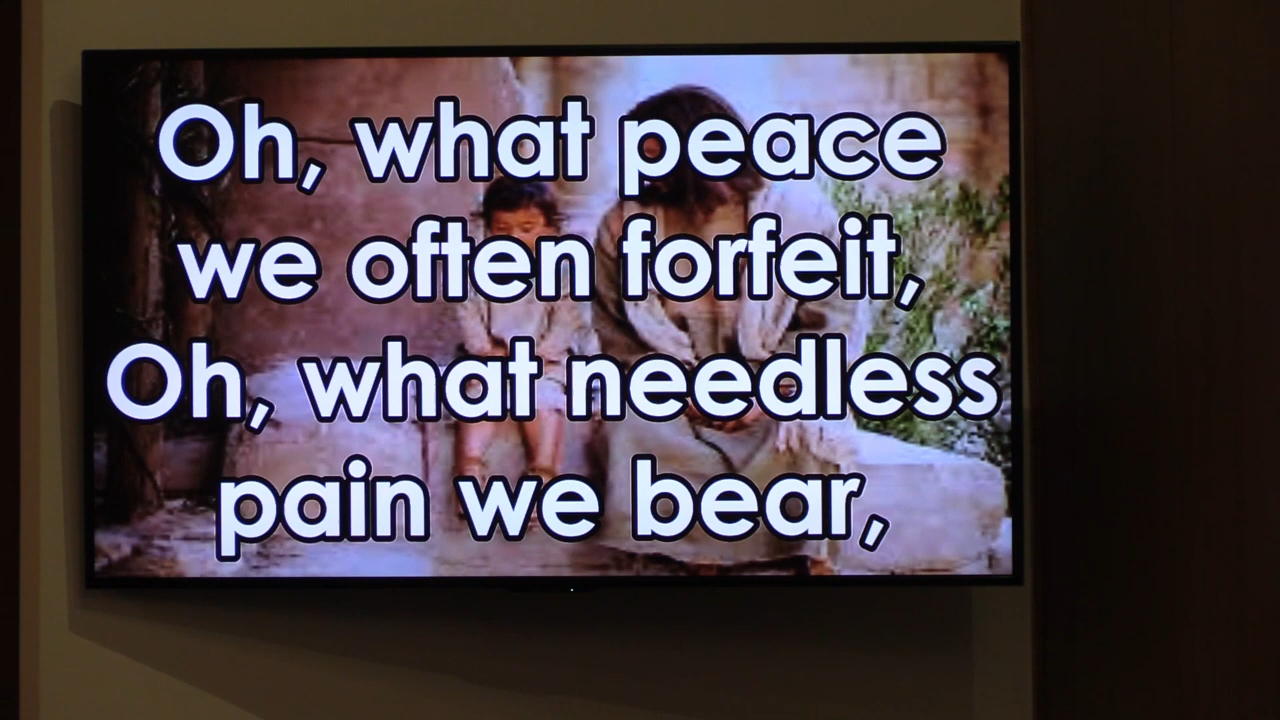 Oh, what peace
we often forfeit,
Oh, what needless
pain we bear,